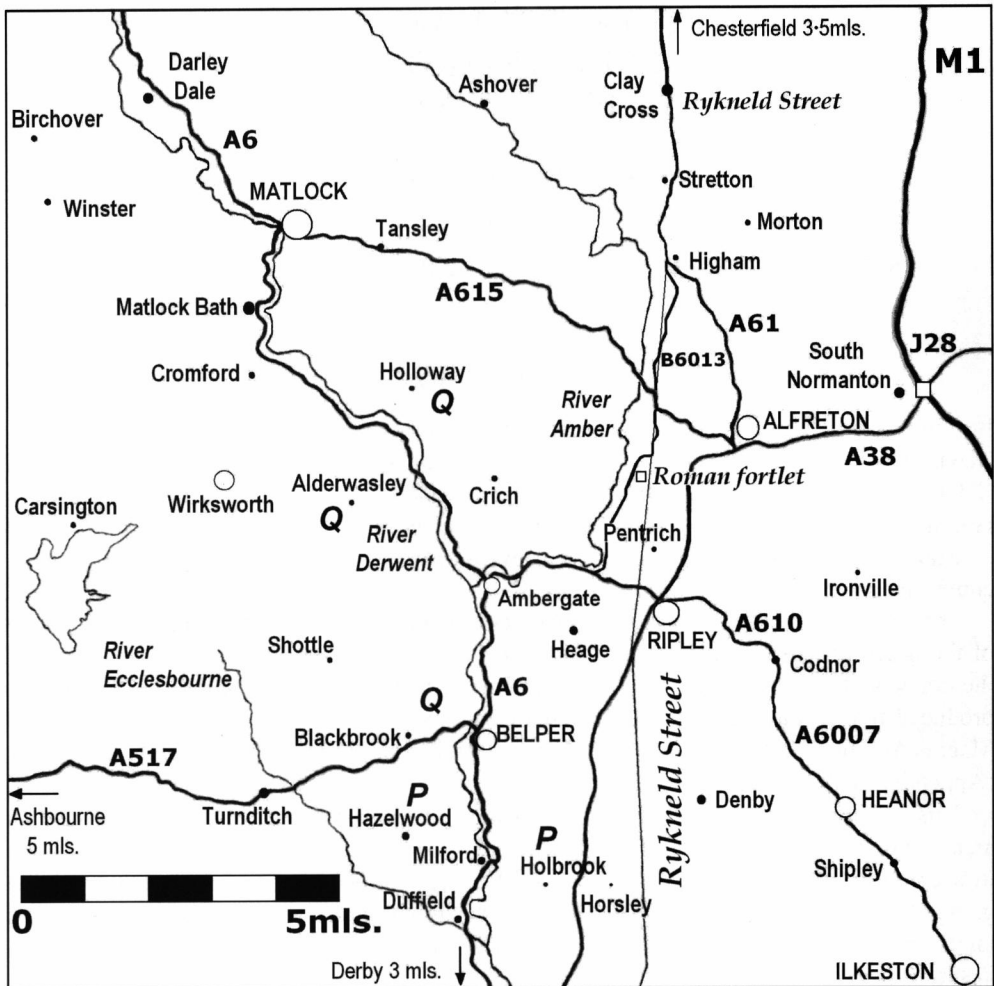 Chesterfield 3·5mls.
M1
Darley
Dale
Ashover
Clay
Cross
Rykneld Street
Birchover
A6
Stretton
MATLOCK
Winster
Morton
Tansley
Higham
A615
Matlock Bath
A61
J28
B6013
South
Normanton
Cromford
Holloway
Q
River
Amber
ALFRETON
A38
Roman fortlet
Wirksworth
Alderwasley
Crich
Carsington
Q
River
Derwent
Pentrich
Ironville
Ambergate
RIPLEY
A610
River
Ecclesbourne
Shottle
Heage
Codnor
A6
Q
Rykneld Street
A517
Blackbrook
BELPER
A6007
Ashbourne
5 mls.
Turnditch
P
Hazelwood
Denby
HEANOR
Milford
P
Holbrook
Shipley
Duffield
Horsley
0
5mls.
Derby 3 mls.
ILKESTON